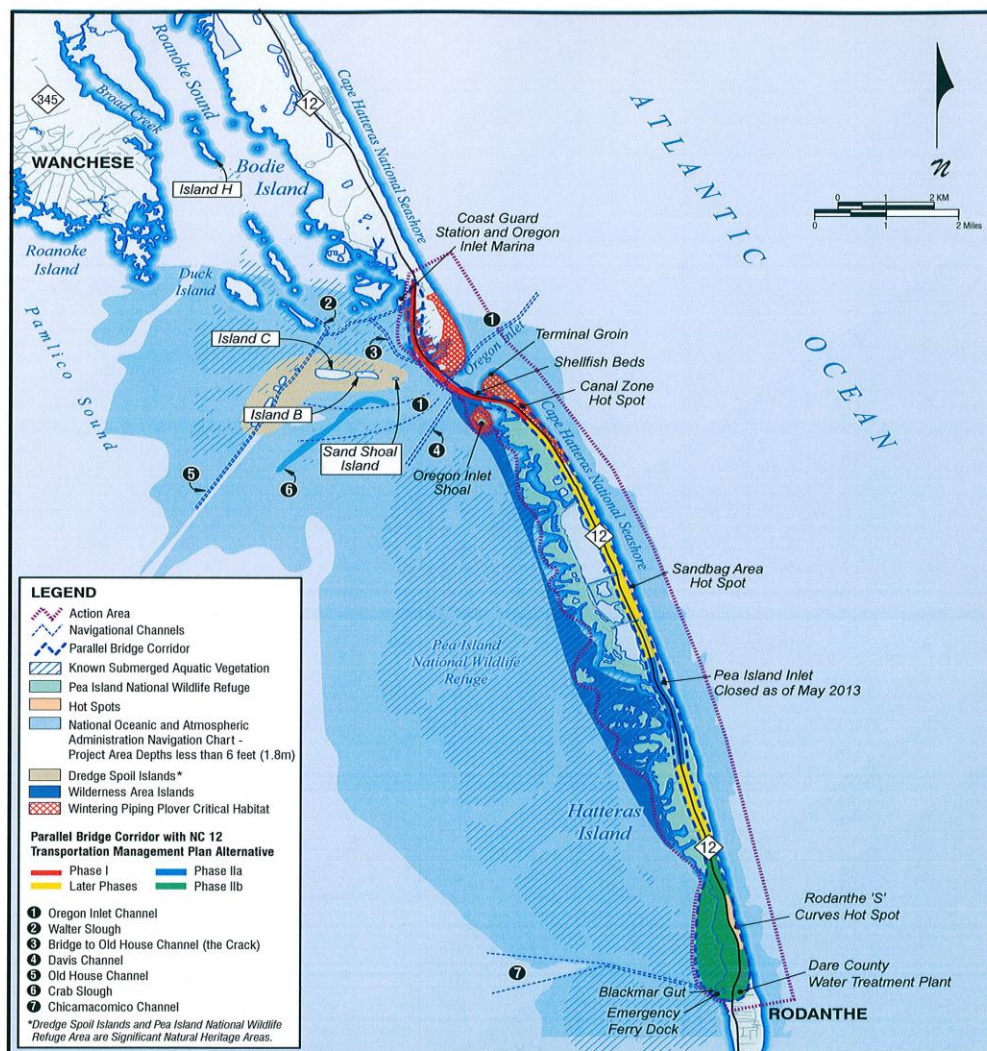 345
WANCHESE
Roanoke
Sound
Broad Creek
Roanoke Sound
12
Cape Hatteras National Seashore
Bodie
Island
Island H
Roanoke
Island
Duck
Island
Pamlico Sound
ATLANTIC
OCEAN
n
0 2 KM
0 2 Miles
Coast Guard
Station and Oregon
Inlet Marina
1
Oregon Inlet
Terminal Groin
Shellfish Beds
Canal Zone
Hot Spot
2
3
Island C
Island B
1
Sand Shoal
Island
4
5
6
Oregon Inlet
Shoal
Cape Hatteras National Seashore
12
Sandbag Area
Hot Spot
Pea Island
National Wildlife
Refuge
Pea Island Inlet
Closed as of May 2013
Hatteras
Island
12
Rodanthe 'S'
Curves Hot Spot
7
Blackmar Gut
Emergency
Ferry Dock
Dare County
Water Treatment Plant
RODANTHE
LEGEND
Action Area
Navigational Channels
Parallel Bridge Corridor
Known Submerged Aquatic Vegetation
Pea Island National Wildlife Refuge
Hot Spots
National Oceanic and Atmospheric
Administration Navigation Chart -
Project Area Depths less than 6 feet (1.8m)
Dredge Spoil Islands*
Wilderness Area Islands
Wintering Piping Plover Critical Habitat
Parallel Bridge Corridor with NC 12
Transportation Management Plan Alternative
Phase I Phase IIa
Later Phases Phase IIb
1 Oregon Inlet Channel
2 Walter Slough
3 Bridge to Old House Channel (the Crack)
4 Davis Channel
5 Old House Channel
6 Crab Slough
7 Chicamacomico Channel
*Dredge Spoil Islands and Pea Island National Wildlife
Refuge Area are Significant Natural Heritage Areas.